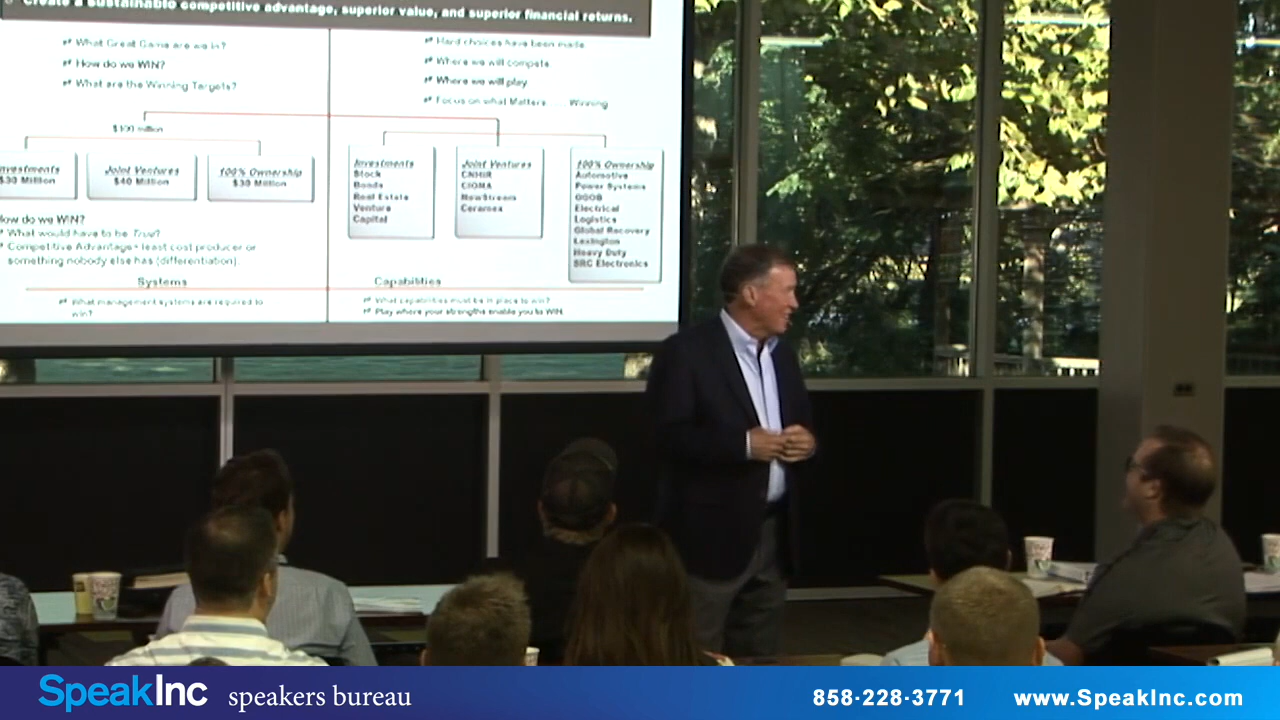 Create a sustainable competitive advantage, superior value, and superior financial returns.
What Great Game are we in?
How do we WIN?
What are the Winning Targets?
Hard choices have been made
Where we will compete
Where we will play
Focus on what Matters.... Winning
$100 million
Investments
$30 Million
Joint Ventures
$40 Million
100% Ownership
$30 Million
Investments
Stock
Bonds
Real Estate
Venture
Capital
Joint Ventures
NewStream
Ceramex
100% Ownership
Automotive
Power Systems
Electrical
Logistics
Global Recovery
Lexington
Heavy Duty
SRC Electronics
How do we WIN?
What would have to be True?
Competitive Advantage - least cost producer or
something nobody else has (differentiation)
Systems
What management systems are required to
win?
Capabilities
What capabilities must be in place to win?
Play where your strengths enable you to WIN.
SpeakInc speakers bureau
858-228-3771
www.SpeakInc.com